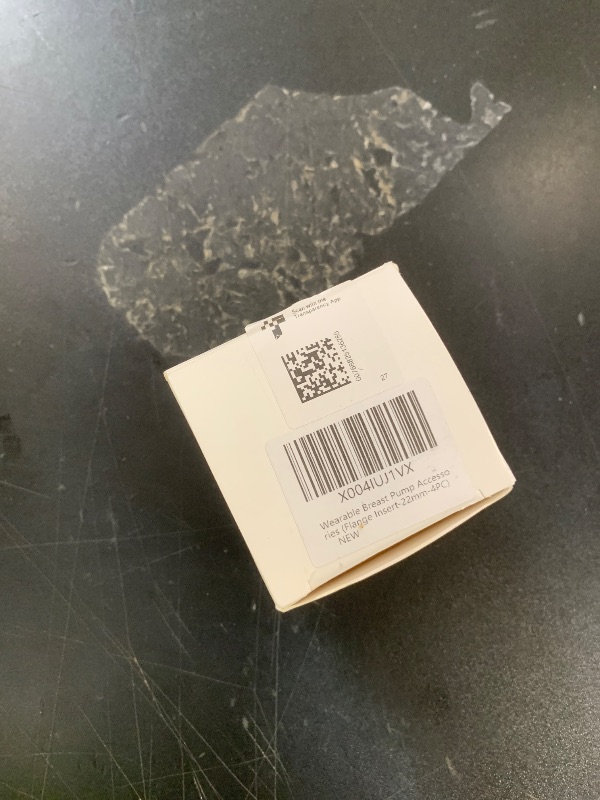 Scan with the
Transparency App
27
X004IUJ1VX
Wearable Breast Pump Accesso
ries (Flange Insert-22mm-4PC)
NEW